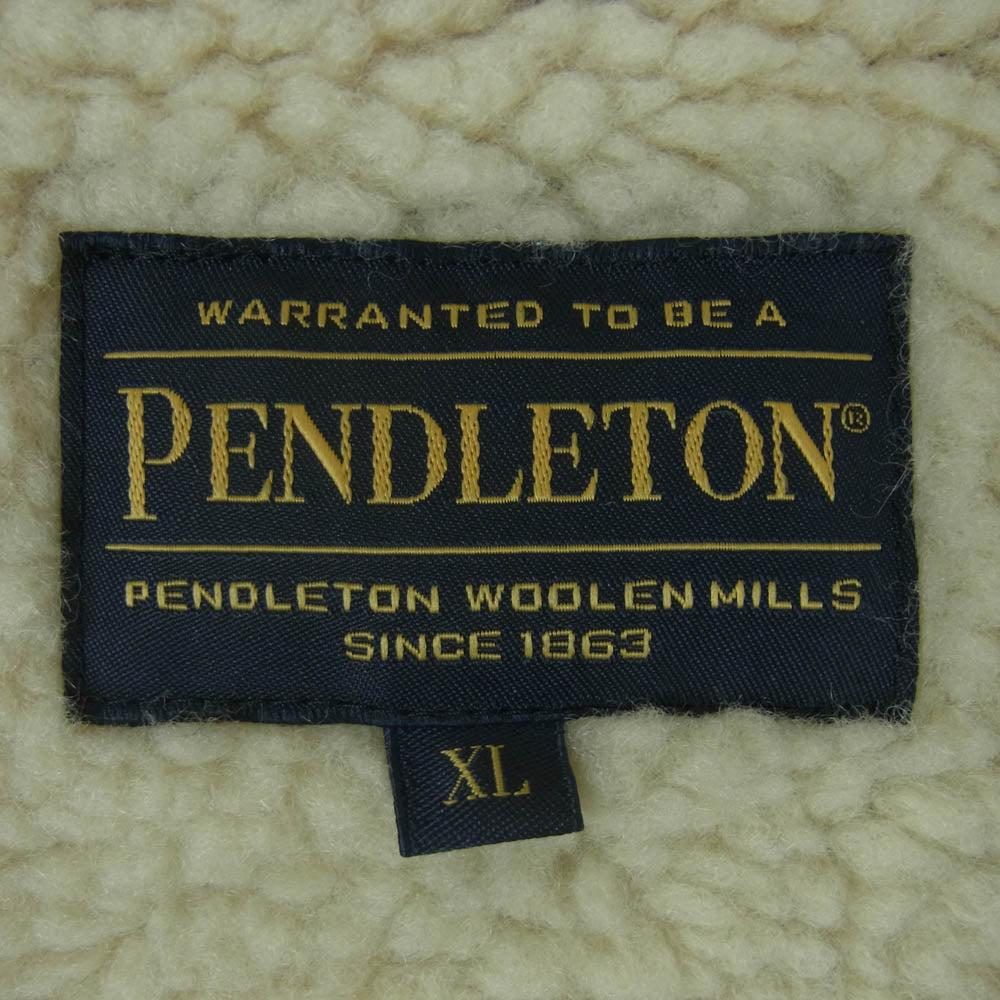 WARRANTED TO BE A
PENDLETON®
PENDLETON WOOLEN MILLS
SINCE 1863
XL